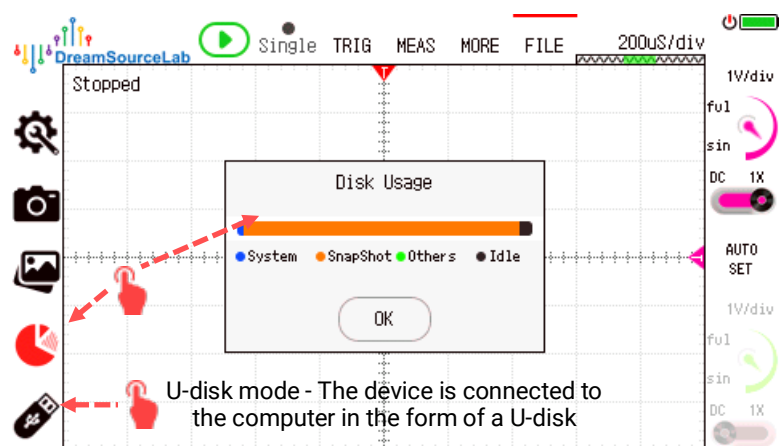 DreamSourceLab
Single TRIG MEAS MORE FILE 200uS/div
Stopped
T
1V/div
ful
sin
DC 1X
Disk Usage
System SnapShot Others Idle
OK
AUTO
SET
1V/div
ful
sin
DC 1X
U-disk mode - The device is connected to
the computer in the form of a U-disk